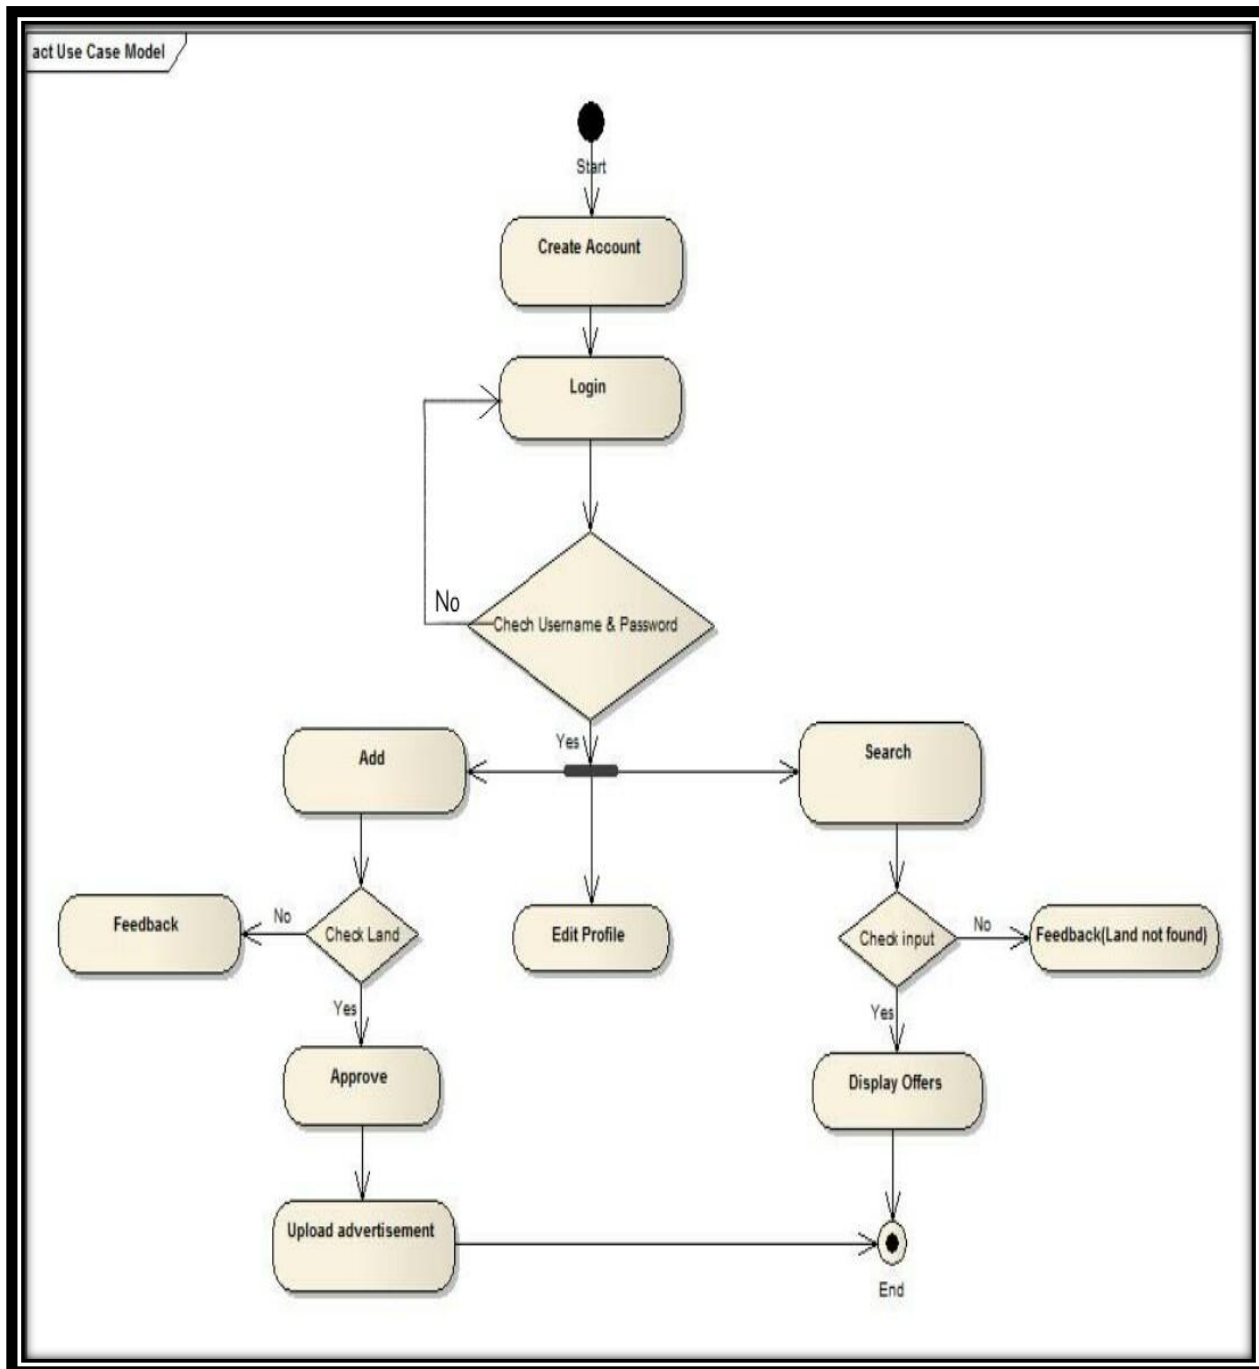 act Use Case Model
Start
Create Account
Login
No
Chech Username & Password
Yes
Add
Search
Feedback
No
Check Land
Edit Profile
Check input
No
Feedback(Land not found)
Yes
Yes
Approve
Display Offers
Upload advertisement
End